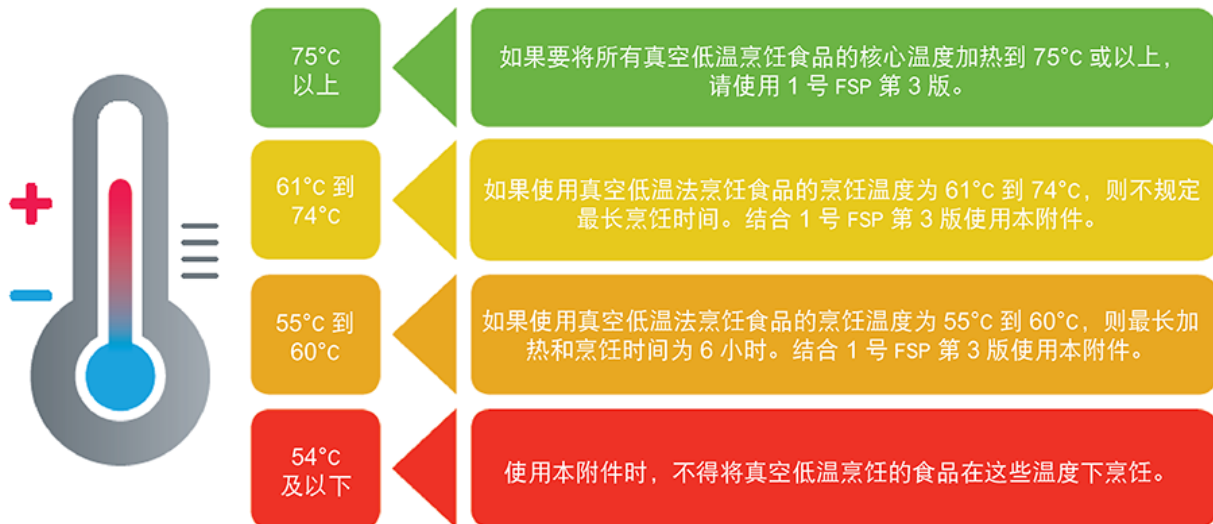 75°C
以上
如果要将所有真空低温烹饪食品的核心温度加热到 75°C 或以上，
请使用 1 号 FSP 第 3 版。
61°C 到
74°C
如果使用真空低温法烹饪食品的烹饪温度为 61°C 到 74°C，则不规定
最长烹饪时间。结合 1 号 FSP 第 3 版使用本附件。
55°C 到
60°C
如果使用真空低温法烹饪食品的烹饪温度为 55°C 到 60°C，则最长加
热和烹饪时间为 6 小时。结合 1 号 FSP 第 3 版使用本附件。
54°C
及以下
使用本附件时，不得将真空低温烹饪的食品在这些温度下烹饪。